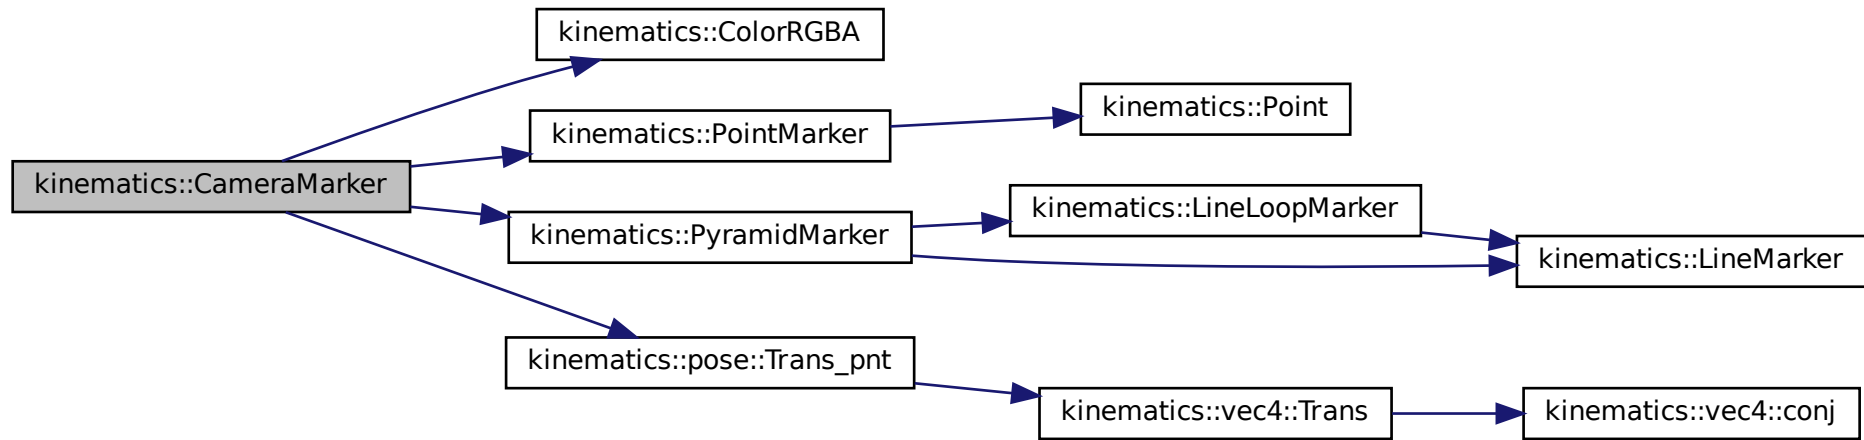 kinematics::ColorRGBA
kinematics::PointMarker
kinematics::Point
kinematics::CameraMarker
kinematics::PyramidMarker
kinematics::LineLoopMarker
kinematics::LineMarker
kinematics::pose::Trans_pnt
kinematics::vec4::Trans
kinematics::vec4::conj